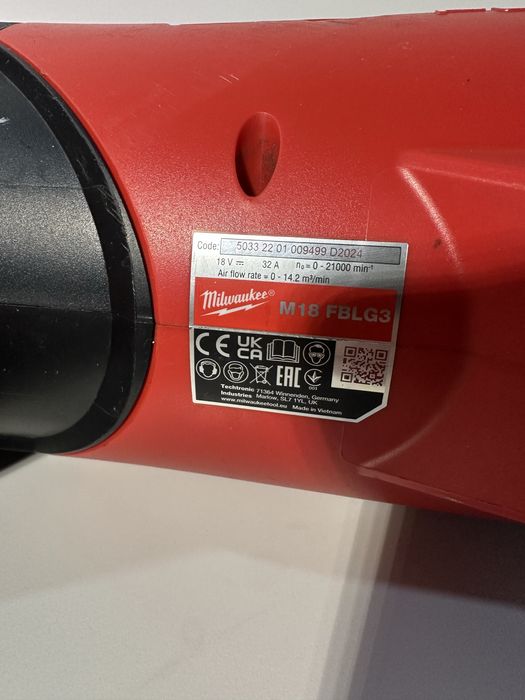 Code: 5033 22 01 009499 D2024
18 V ⎓ 32 A n₀ = 0 - 21000 min⁻¹
Air flow rate = 0 - 14.2 m³/min
Milwaukee®
M18 FBLG3
CE UK CA
EAC 001
Techtronic 71364 Winnenden, Germany
Industries Marlow, SL7 1YL, UK
www.milwaukeetool.eu Made in Vietnam